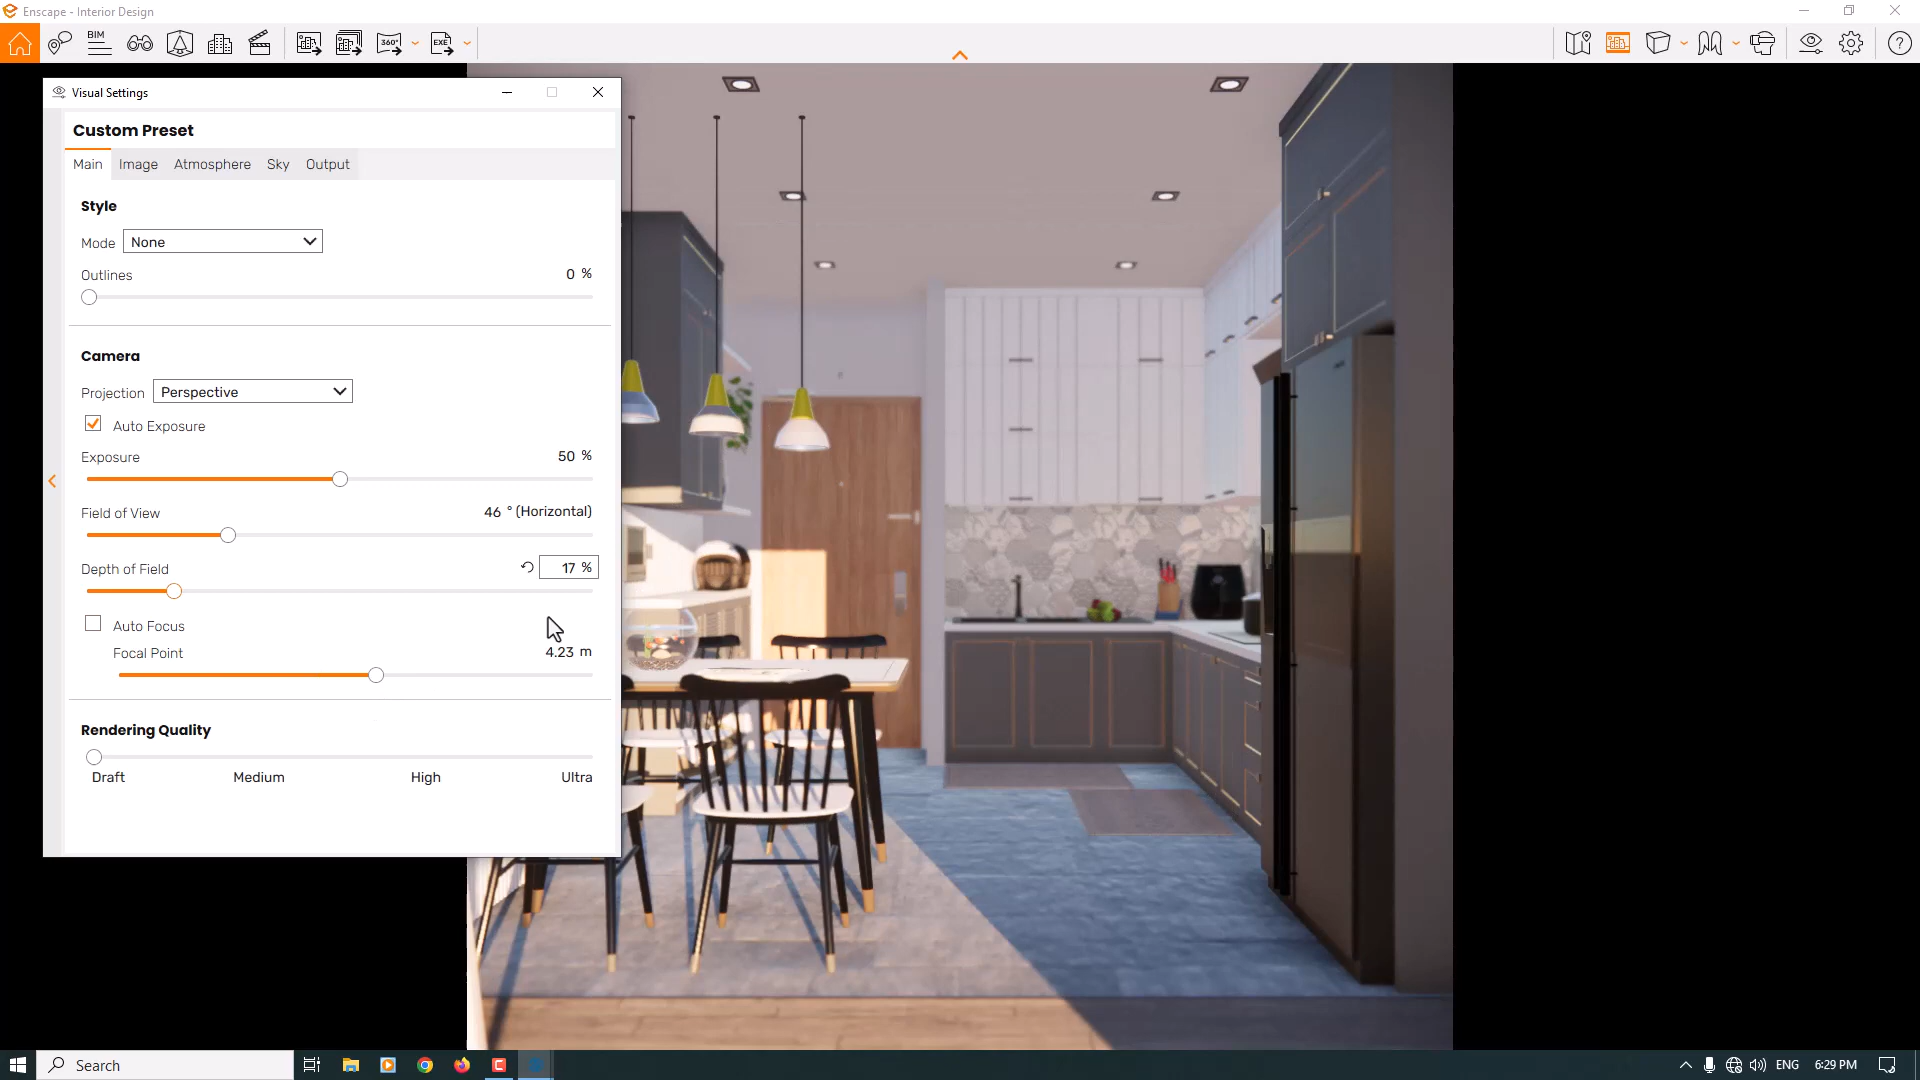 Enscape - Interior Design
BIM
360°
EXE
Visual Settings
Custom Preset
Main Image Atmosphere Sky Output
Style
Mode None
Outlines 0 %
Camera
Projection Perspective
Auto Exposure
Exposure 50 %
Field of View 46 ° (Horizontal)
Depth of Field 17 %
Auto Focus
Focal Point 4.23 m
Rendering Quality
Draft Medium High Ultra
Search
ENG 6:29 PM